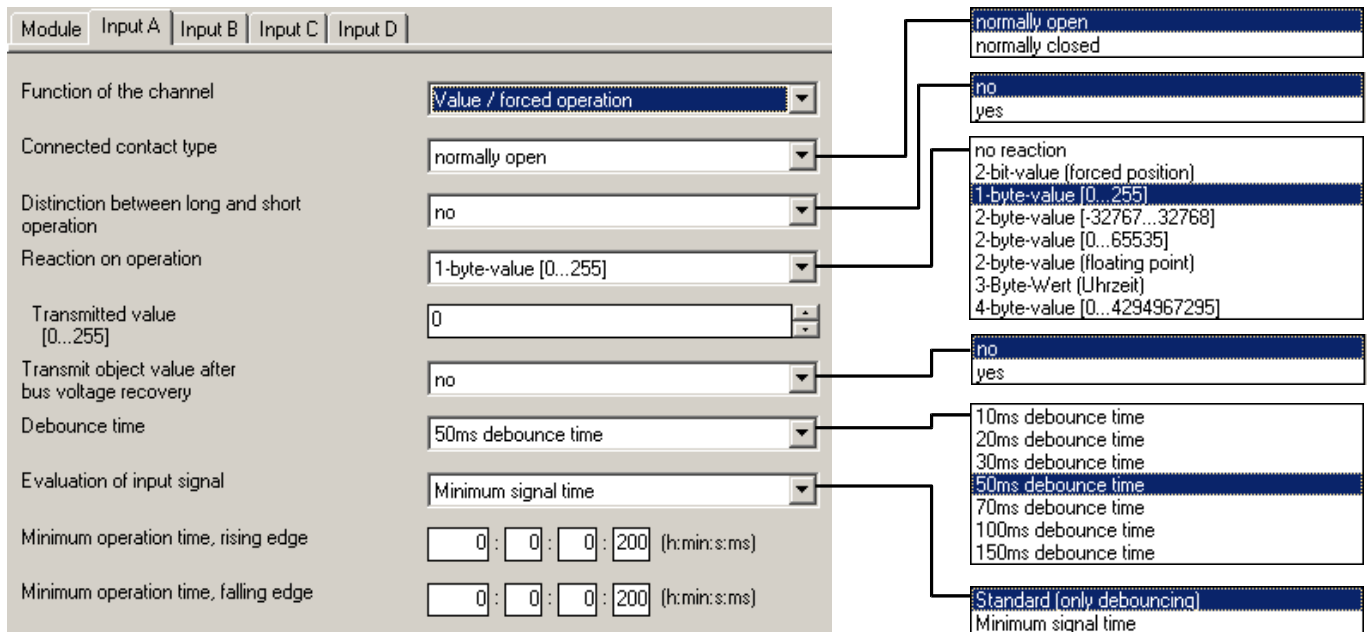 Module Input A Input B Input C Input D
Function of the channel
Value / forced operation
Connected contact type
normally open
Distinction between long and short
operation
no
Reaction on operation
1-byte-value [0...255]
Transmitted value
[0...255]
0
Transmit object value after
bus voltage recovery
no
Debounce time
50ms debounce time
Evaluation of input signal
Minimum signal time
Minimum operation time, rising edge
0 : 0 : 0 : 200 (h:min:s:ms)
Minimum operation time, falling edge
0 : 0 : 0 : 200 (h:min:s:ms)
normally open
normally closed
no
yes
no reaction
2-bit-value (forced position)
1-byte-value [0...255]
2-byte-value [-32767...32768]
2-byte-value [0...65535]
2-byte-value (floating point)
3-Byte-Wert (Uhrzeit)
4-byte-value [0...4294967295]
no
yes
10ms debounce time
20ms debounce time
30ms debounce time
50ms debounce time
70ms debounce time
100ms debounce time
150ms debounce time
Standard (only debouncing)
Minimum signal time